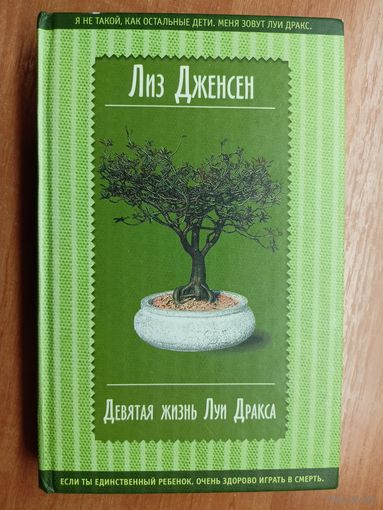 Я НЕ ТАКОЙ, КАК ОСТАЛЬНЫЕ ДЕТИ. МЕНЯ ЗОВУТ ЛУИ ДРАКС.
ЛИЗ ДЖЕНСЕН
ДЕВЯТАЯ ЖИЗНЬ ЛУИ ДРАКСА
ЕСЛИ ТЫ ЕДИНСТВЕННЫЙ РЕБЕНОК, ОЧЕНЬ ЗДОРОВО ИГРАТЬ В СМЕРТЬ.